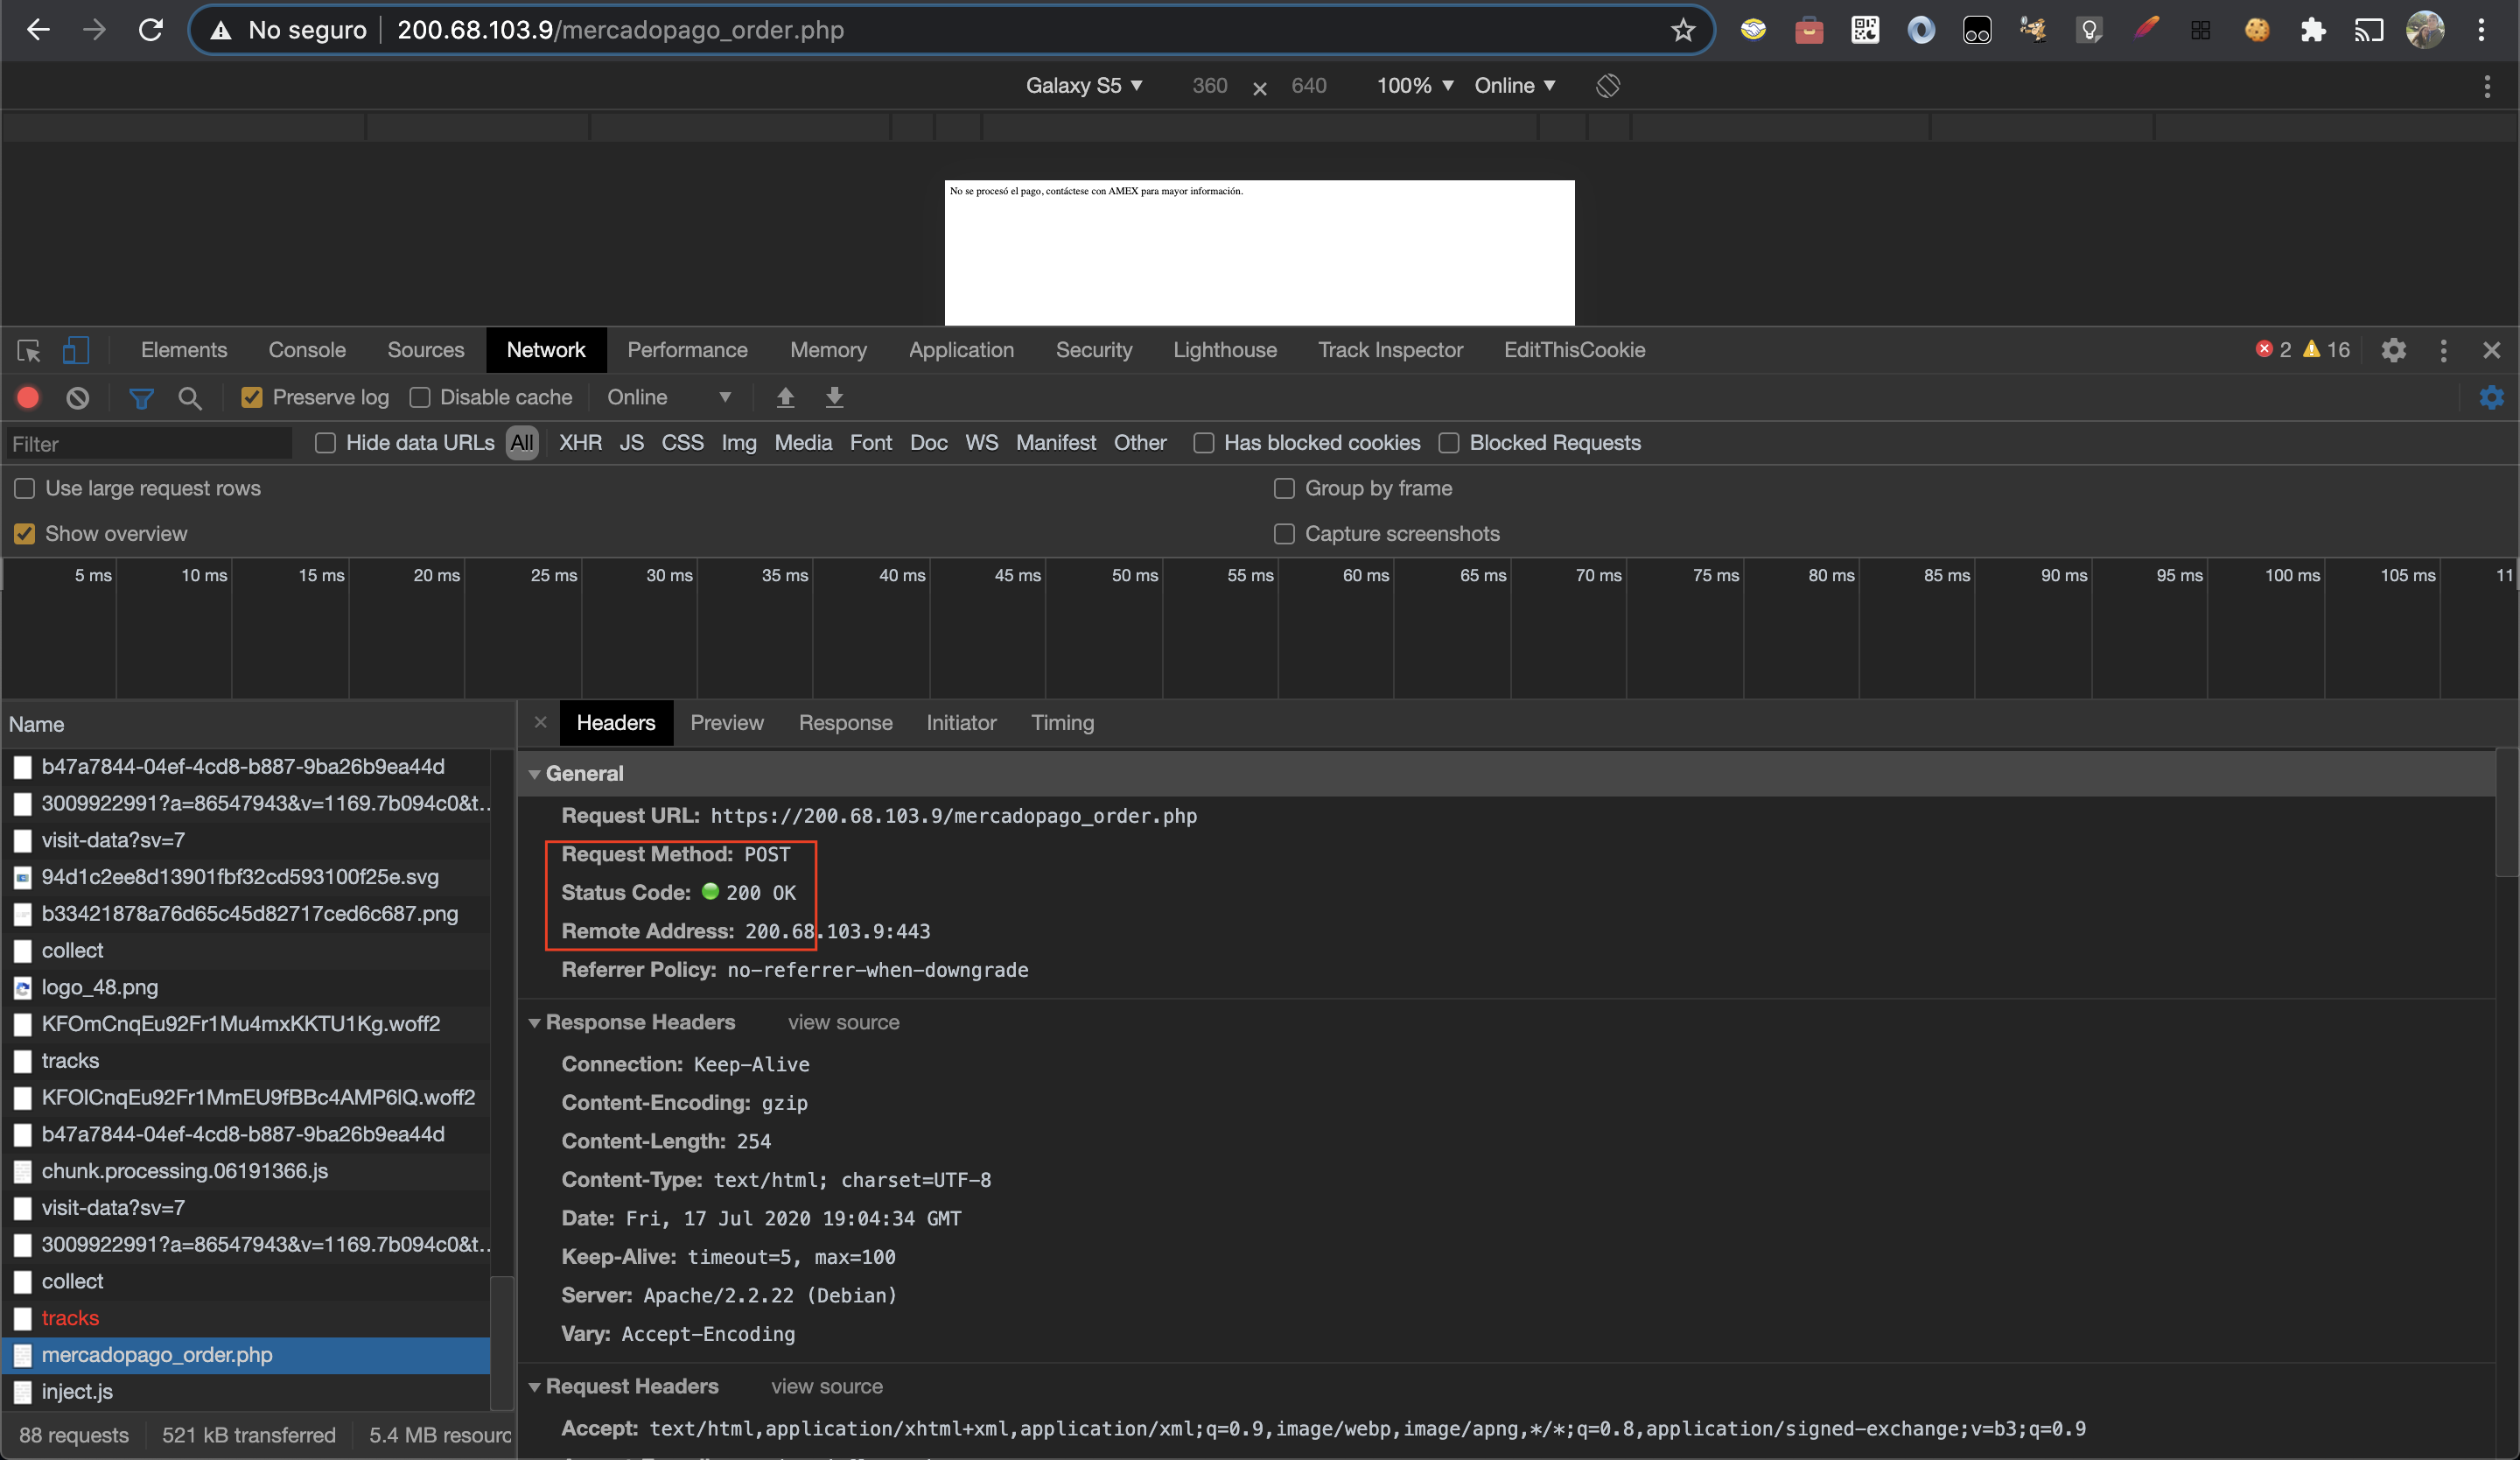 No seguro 200.68.103.9/mercadopago_order.php
Galaxy S5 ▼ 360 × 640 100% ▼ Online ▼
No se procesó el pago, contáctese con AMEX para mayor información.
Elements Console Sources Network Performance Memory Application Security Lighthouse Track Inspector EditThisCookie 2 16
Preserve log Disable cache Online ▼
Filter Hide data URLs All XHR JS CSS Img Media Font Doc WS Manifest Other Has blocked cookies Blocked Requests
Use large request rows Group by frame
Show overview Capture screenshots
5 ms 10 ms 15 ms 20 ms 25 ms 30 ms 35 ms 40 ms 45 ms 50 ms 55 ms 60 ms 65 ms 70 ms 75 ms 80 ms 85 ms 90 ms 95 ms 100 ms 105 ms 11
Name
b47a7844-04ef-4cd8-b887-9ba26b9ea44d
3009922991?a=86547943&v=1169.7b094c0&t...
visit-data?sv=7
94d1c2ee8d13901fbf32cd593100f25e.svg
b33421878a76d65c45d82717ced6c687.png
collect
logo_48.png
KFOmCnqEu92Fr1Mu4mxKKTU1Kg.woff2
tracks
KFOlCnqEu92Fr1MmEU9fBBc4AMP6lQ.woff2
b47a7844-04ef-4cd8-b887-9ba26b9ea44d
chunk.processing.06191366.js
visit-data?sv=7
3009922991?a=86547943&v=1169.7b094c0&t...
collect
tracks
mercadopago_order.php
inject.js
88 requests 521 kB transferred 5.4 MB resourc
Headers Preview Response Initiator Timing
General
Request URL: https://200.68.103.9/mercadopago_order.php
Request Method: POST
Status Code: 200 OK
Remote Address: 200.68.103.9:443
Referrer Policy: no-referrer-when-downgrade
Response Headers view source
Connection: Keep-Alive
Content-Encoding: gzip
Content-Length: 254
Content-Type: text/html; charset=UTF-8
Date: Fri, 17 Jul 2020 19:04:34 GMT
Keep-Alive: timeout=5, max=100
Server: Apache/2.2.22 (Debian)
Vary: Accept-Encoding
Request Headers view source
Accept: text/html,application/xhtml+xml,application/xml;q=0.9,image/webp,image/apng,*/*;q=0.8,application/signed-exchange;v=b3;q=0.9